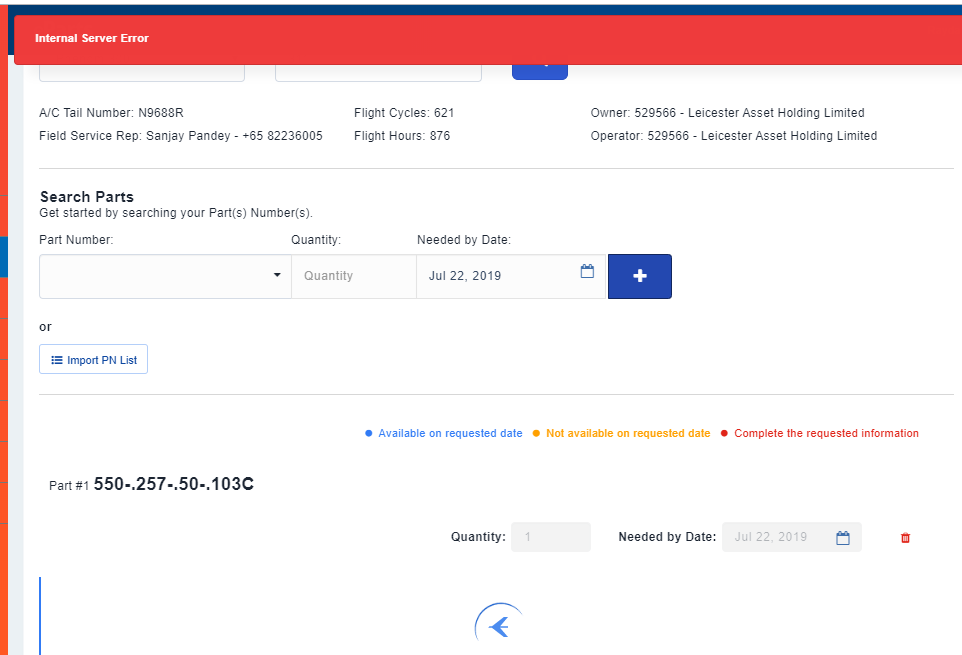 Internal Server Error
A/C Tail Number: N9688R Flight Cycles: 621 Owner: 529566 - Leicester Asset Holding Limited
Field Service Rep: Sanjay Pandey - +65 82236005 Flight Hours: 876 Operator: 529566 - Leicester Asset Holding Limited
Search Parts
Get started by searching your Part(s) Number(s).
Part Number: Quantity: Needed by Date:
Quantity Jul 22, 2019
or
Import PN List
Available on requested date Not available on requested date Complete the requested information
Part #1 550-.257-.50-.103C
Quantity: 1 Needed by Date: Jul 22, 2019